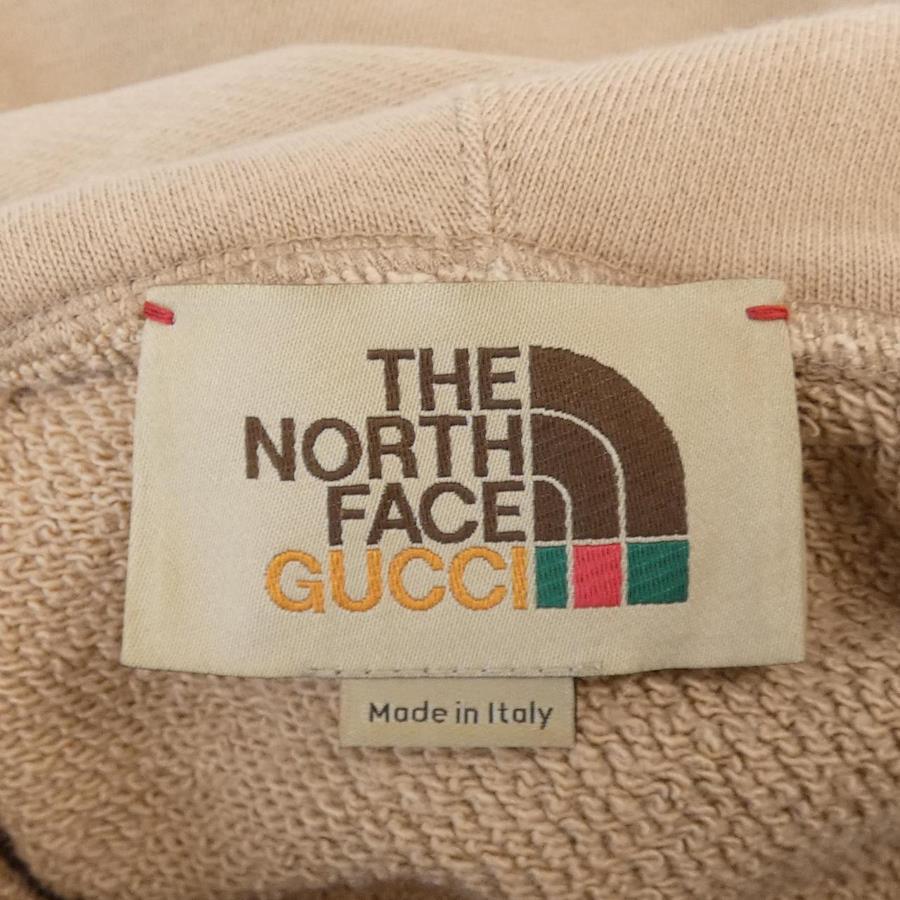 THE
NORTH
FACE
GUCCI
Made in Italy